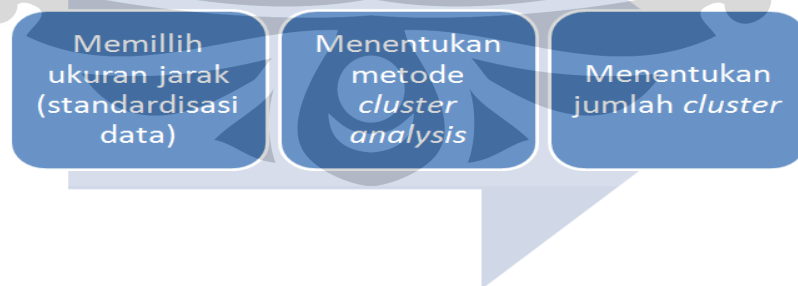 Memillih
ukuran jarak
(standardisasi
data)
Menentukan
metode
cluster
analysis
Menentukan
jumlah cluster